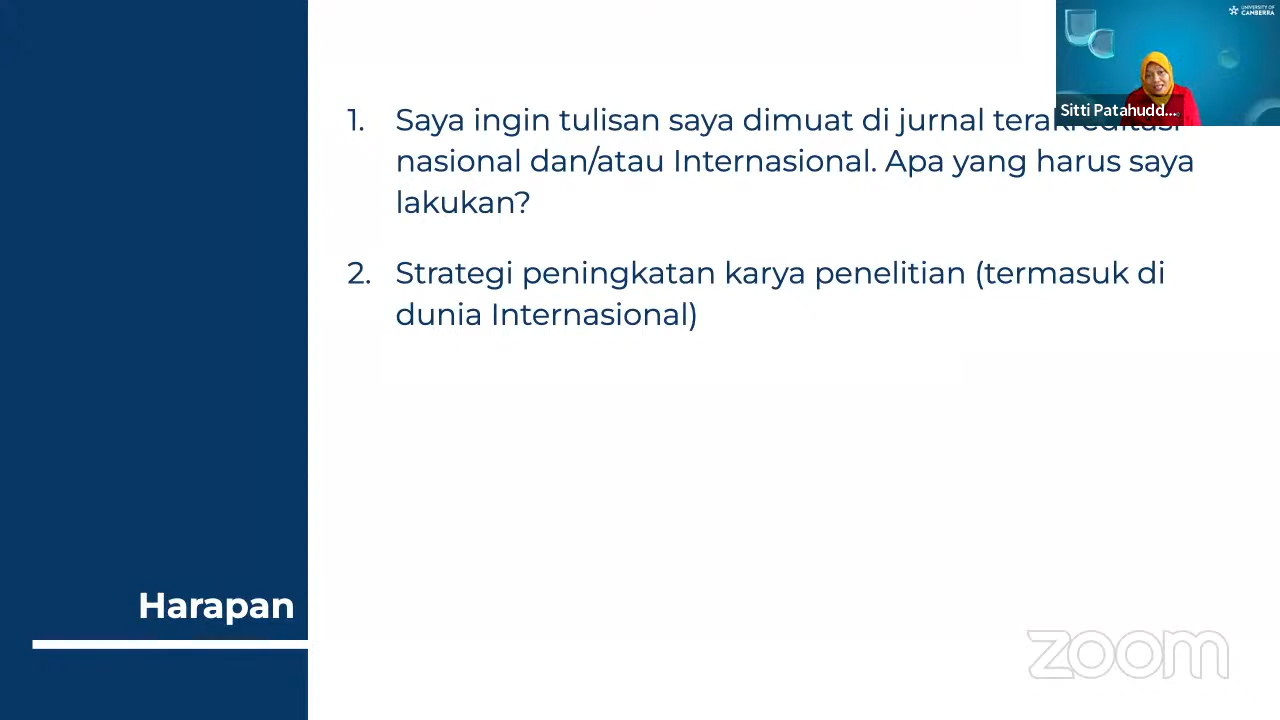 UNIVERSITY OF
CANBERRA
Sitti Patahudd...
1. Saya ingin tulisan saya dimuat di jurnal terakreditasi
nasional dan/atau Internasional. Apa yang harus saya
lakukan?
2. Strategi peningkatan karya penelitian (termasuk di
dunia Internasional)
Harapan
zoom